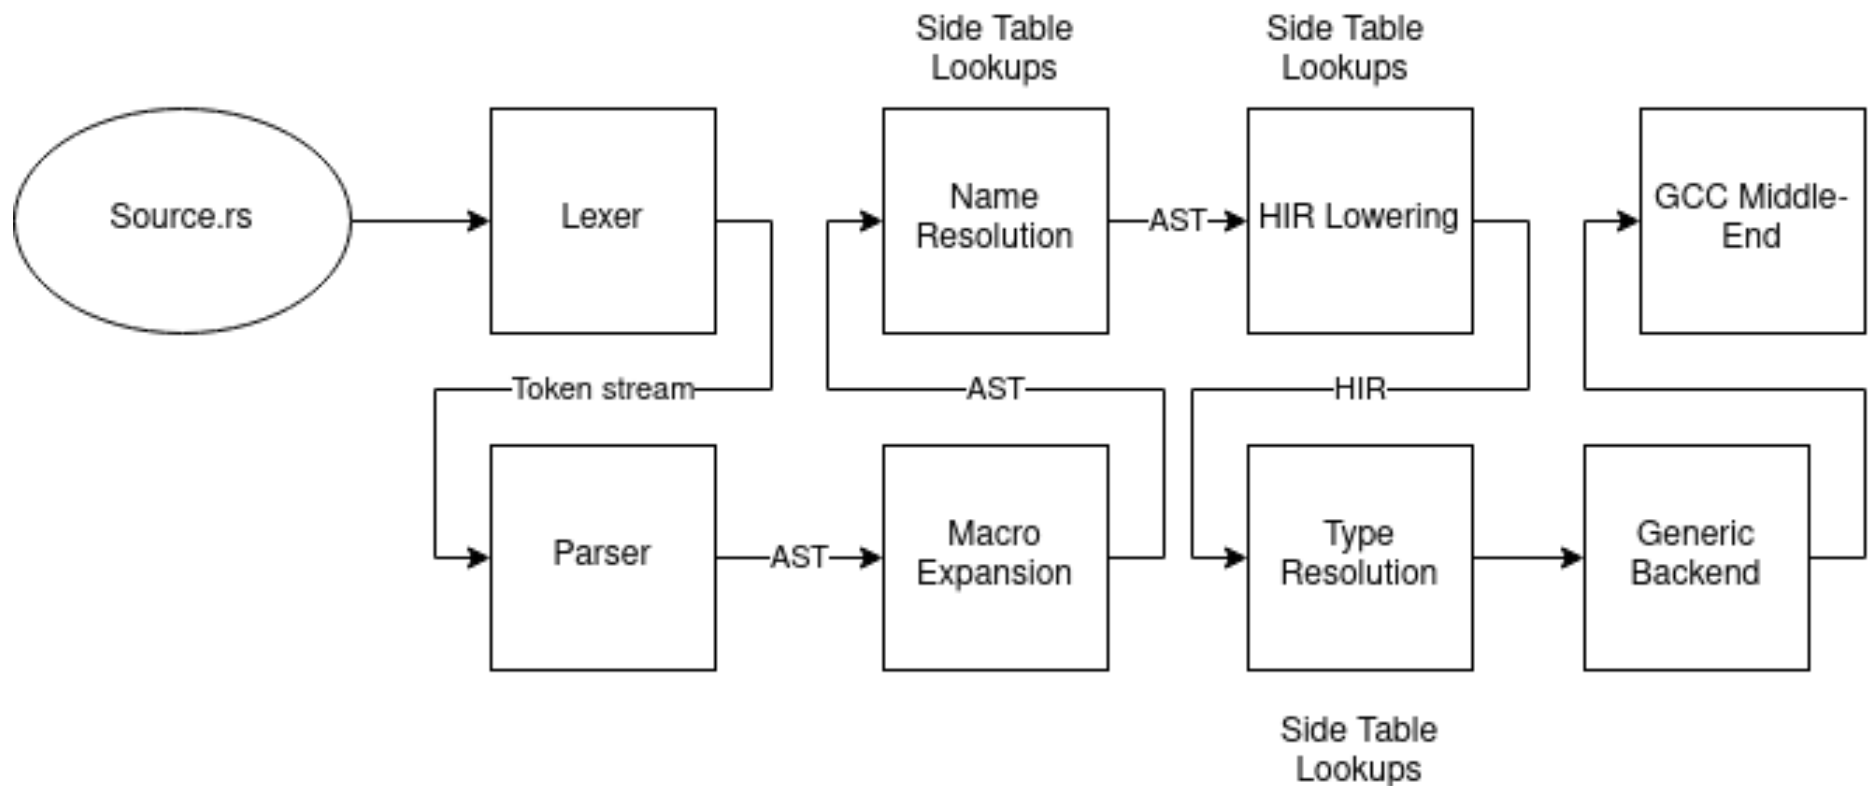 Side Table
Lookups
Side Table
Lookups
Source.rs
Lexer
Name
Resolution
AST
HIR Lowering
GCC Middle-
End
Token stream
AST
HIR
Parser
AST
Macro
Expansion
Type
Resolution
Generic
Backend
Side Table
Lookups